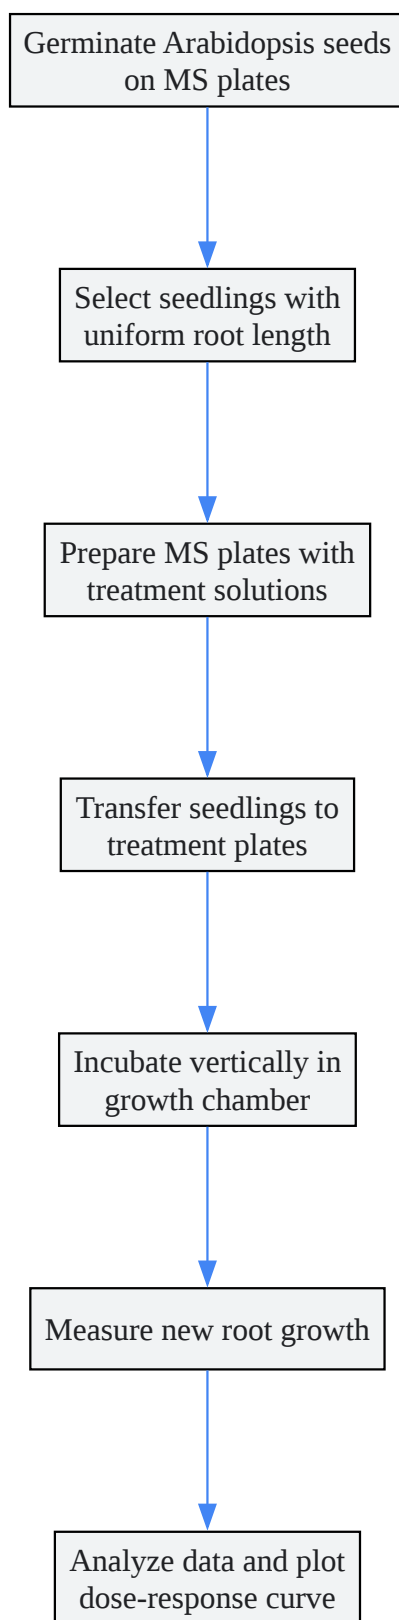 Germinate Arabidopsis seeds
on MS plates
Select seedlings with
uniform root length
Prepare MS plates with
treatment solutions
Transfer seedlings to
treatment plates
Incubate vertically in
growth chamber
Measure new root growth
Analyze data and plot
dose-response curve